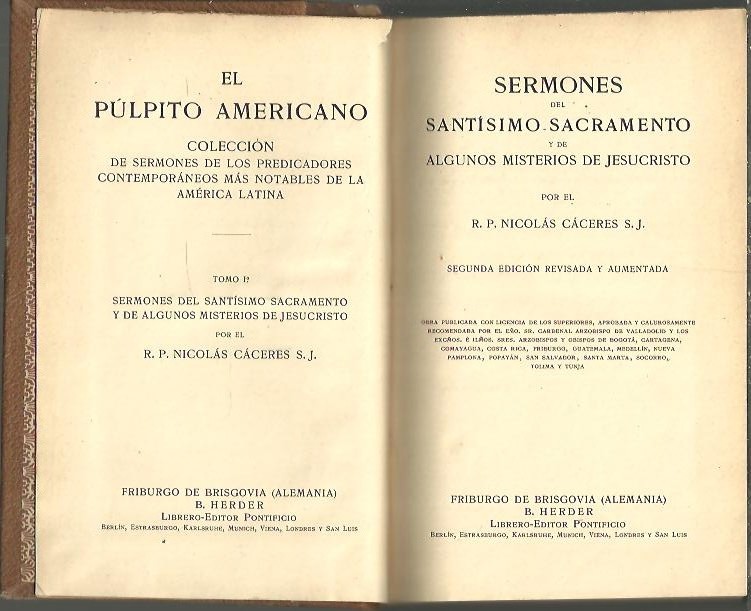 EL
PÚLPITO AMERICANO
COLECCIÓN
DE SERMONES DE LOS PREDICADORES
CONTEMPORÁNEOS MÁS NOTABLES DE LA
AMÉRICA LATINA
TOMO Iº
SERMONES DEL SANTÍSIMO SACRAMENTO
Y DE ALGUNOS MISTERIOS DE JESUCRISTO
POR EL
R. P. NICOLÁS CÁCERES S. J.
FRIBURGO DE BRISGOVIA (ALEMANIA)
B. HERDER
LIBRERO-EDITOR PONTIFICIO
BERLÍN, ESTRASBURGO, KARLSRUHE, MUNICH, VIENA, LONDRES Y SAN LUIS
SERMONES
DEL
SANTÍSIMO SACRAMENTO
Y DE
ALGUNOS MISTERIOS DE JESUCRISTO
POR EL
R. P. NICOLÁS CÁCERES S. J.
SEGUNDA EDICIÓN REVISADA Y AUMENTADA
OBRA PUBLICADA CON LICENCIA DE LOS SUPERIORES, APROBADA Y CALUROSAMENTE
RECOMENDADA POR EL EÑO. SR. CARDENAL ARZOBISPO DE VALLADOLID Y LOS
EXCÑOS. É ILÑOS. SRES. ARZOBISPOS Y OBISPOS DE BOGOTÁ, CARTAGENA,
COMAYAGUA, COSTA RICA, FRIBURGO, GUATEMALA, MEDELLÍN, NUEVA
PAMPLONA, POPAYÁN, SAN SALVADOR, SANTA MARTA, SOCORRO,
TOLIMA Y TUNJA
FRIBURGO DE BRISGOVIA (ALEMANIA)
B. HERDER
LIBRERO-EDITOR PONTIFICIO
BERLÍN, ESTRASBURGO, KARLSRUHE, MUNICH, VIENA, LONDRES Y SAN LUIS